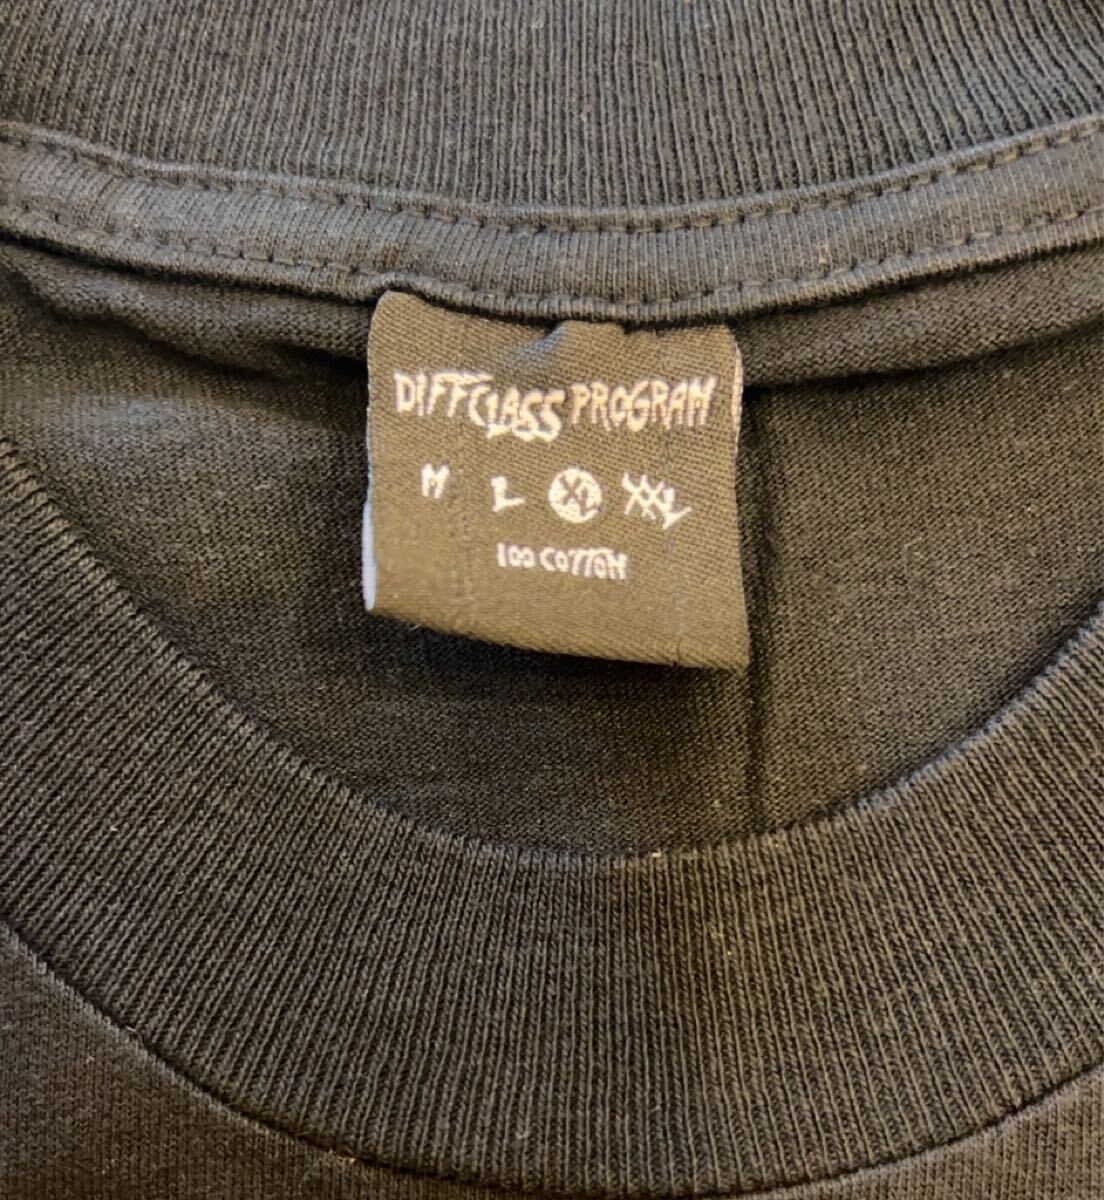 DIFFCLASS PROGRAM
M L XL XXL
100 COTTON